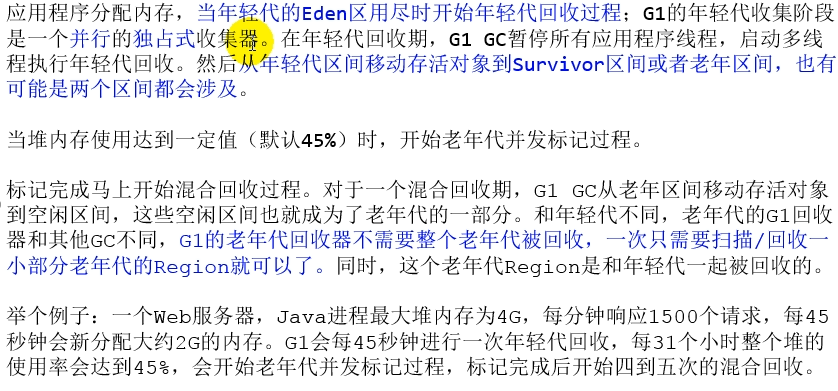 应用程序分配内存，当年轻代的Eden区用尽时开始年轻代回收过程；G1的年轻代收集阶段
是一个并行的独占式收集器。在年轻代回收期，G1 GC暂停所有应用程序线程，启动多线
程执行年轻代回收。然后从年轻代区间移动存活对象到Survivor区间或者老年区间，也有
可能是两个区间都会涉及。
当堆内存使用达到一定值（默认45%）时，开始老年代并发标记过程。
标记完成马上开始混合回收过程。对于一个混合回收期，G1 GC从老年区间移动存活对象
到空闲区间，这些空闲区间也就成为了老年代的一部分。和年轻代不同，老年代的G1回收
器和其他GC不同，G1的老年代回收器不需要整个老年代被回收，一次只需要扫描/回收一
小部分老年代的Region就可以了。同时，这个老年代Region是和年轻代一起被回收的。
举个例子：一个Web服务器，Java进程最大堆内存为4G，每分钟响应1500个请求，每45
秒钟会新分配大约2G的内存。G1会每45秒钟进行一次年轻代回收，每31个小时整个堆的
使用率会达到45%，会开始老年代并发标记过程，标记完成后开始四到五次的混合回收。